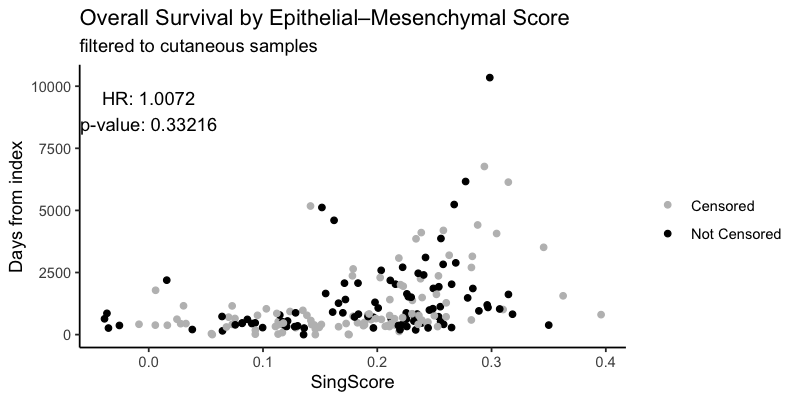 Overall Survival by Epithelial–Mesenchymal Score
filtered to cutaneous samples
HR: 1.0072
p-value: 0.33216
Days from index
10000
7500
5000
2500
0
0.0 0.1 0.2 0.3 0.4
SingScore
Censored
Not Censored